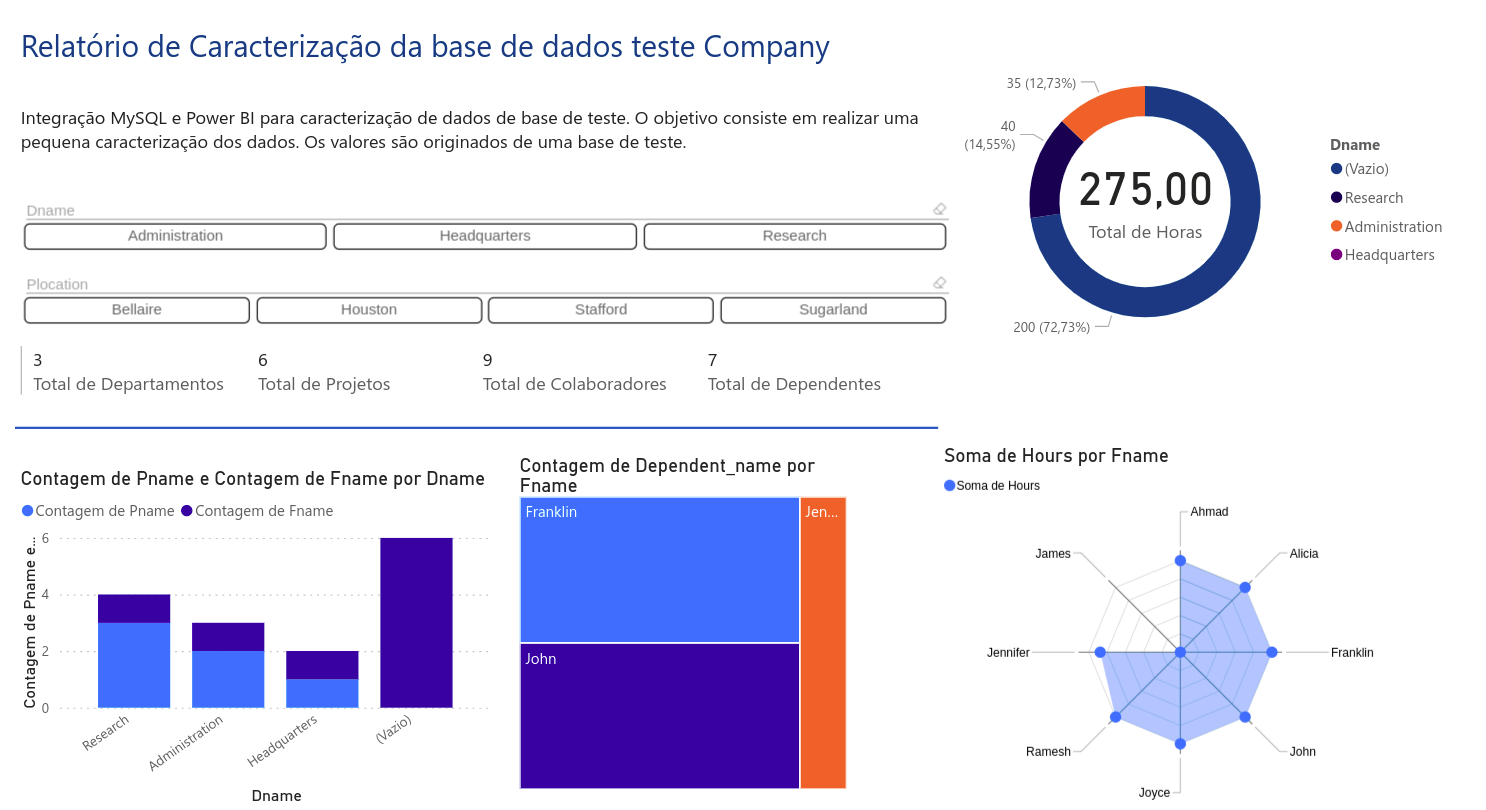 Relatório de Caracterização da base de dados teste Company
Integração MySQL e Power BI para caracterização de dados de base de teste. O objetivo consiste em realizar uma
pequena caracterização dos dados. Os valores são originados de uma base de teste.
Dname
Administration
Headquarters
Research
Plocation
Bellaire
Houston
Stafford
Sugarland
3
Total de Departamentos
6
Total de Projetos
9
Total de Colaboradores
7
Total de Dependentes
35 (12,73%)
40
(14,55%)
200 (72,73%)
275,00
Total de Horas
Dname
(Vazio)
Research
Administration
Headquarters
Contagem de Pname e Contagem de Fname por Dname
Contagem de Pname
Contagem de Fname
Contagem de Pname e...
6
4
2
0
Research
Administration
Headquarters
(Vazio)
Dname
Contagem de Dependent_name por
Fname
Franklin
Jen...
John
Soma de Hours por Fname
Soma de Hours
Ahmad
Alicia
Franklin
John
Joyce
Ramesh
Jennifer
James